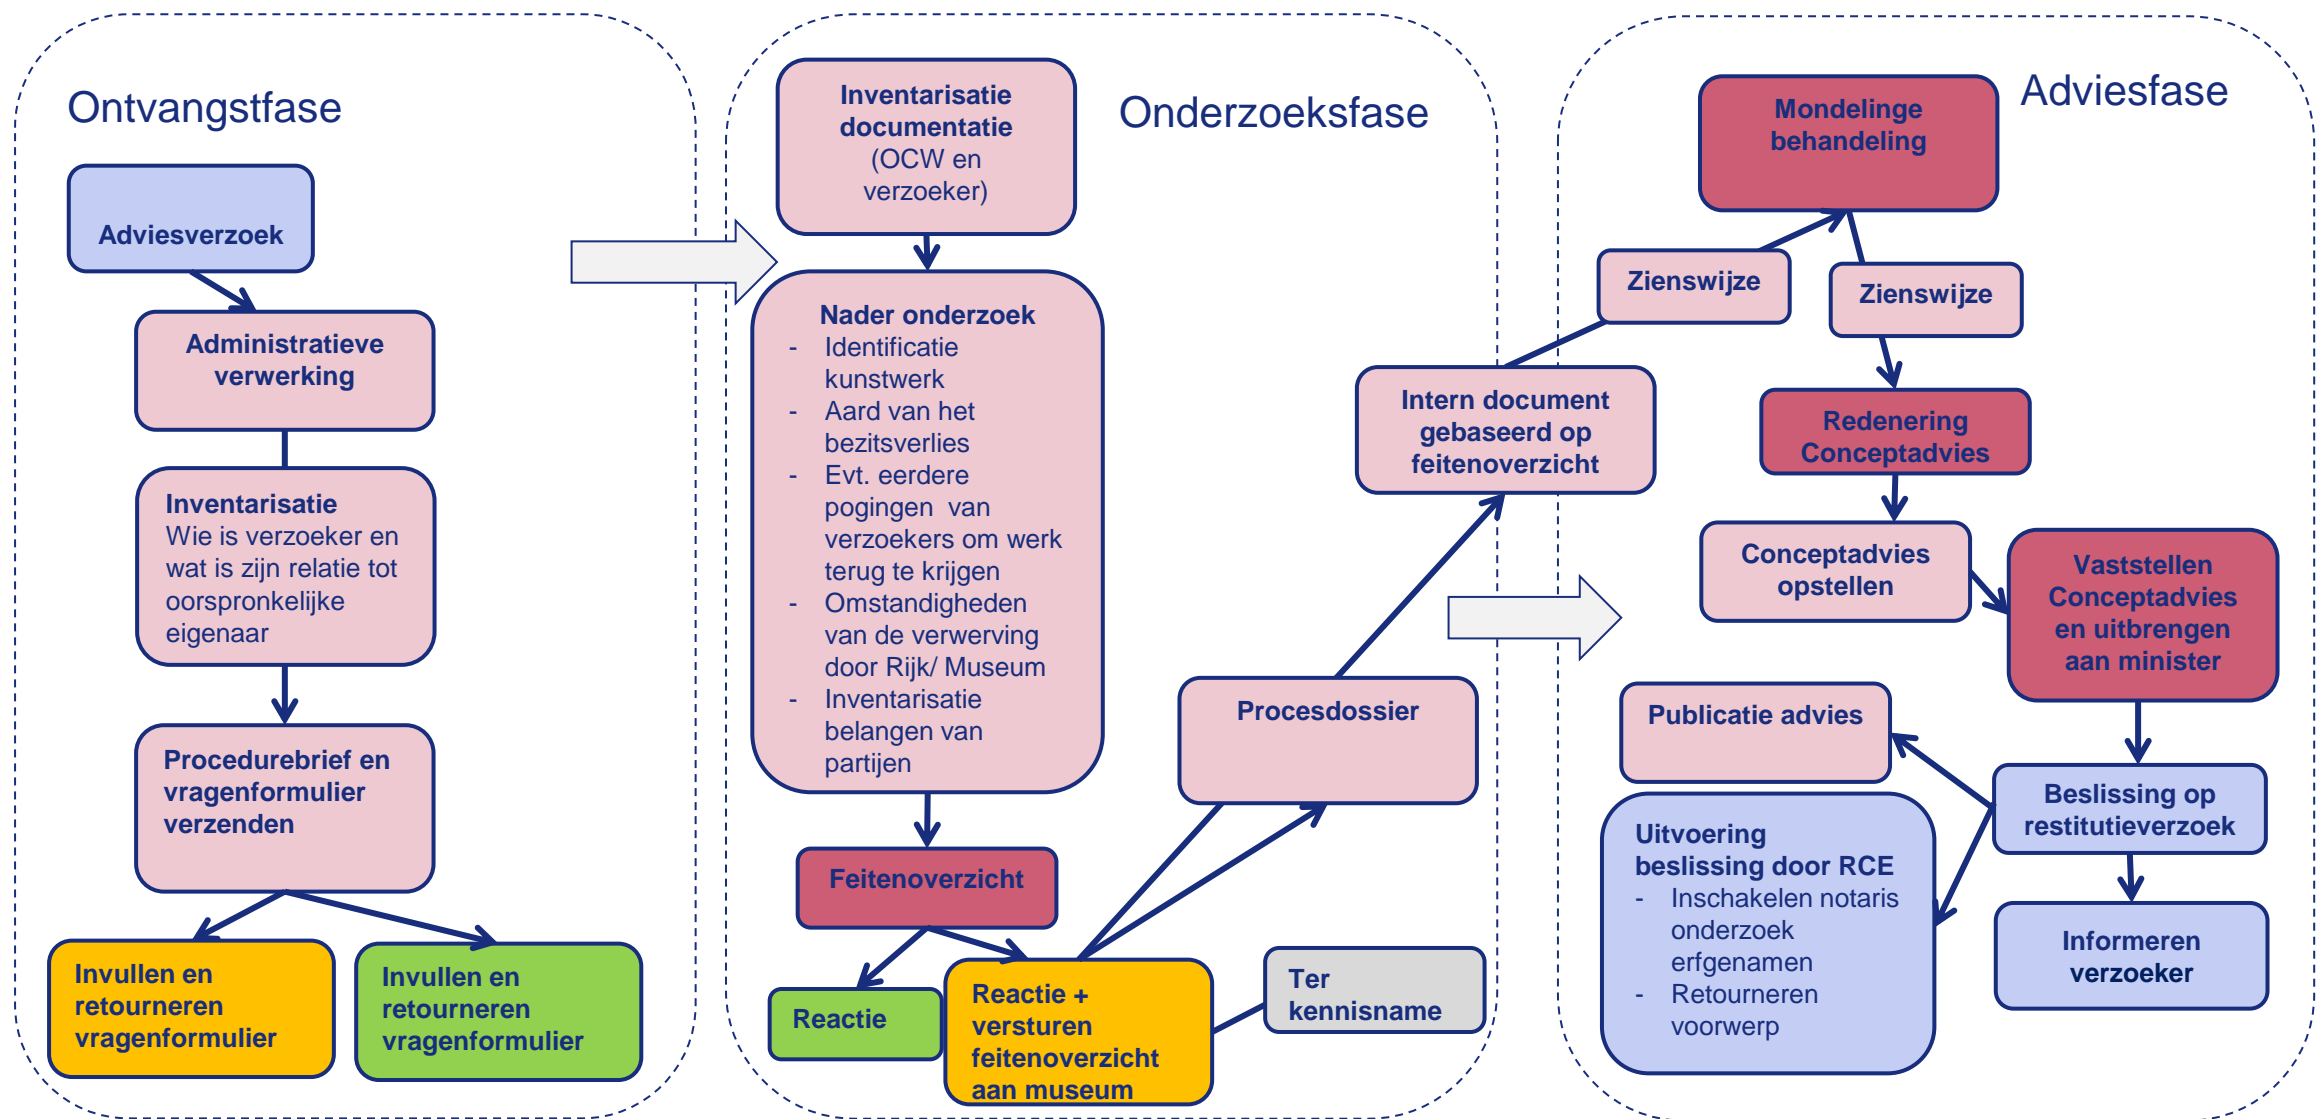 Ontvangstfase
Adviesverzoek
Administratieve
verwerking
Inventarisatie
Wie is verzoeker en
wat is zijn relatie tot
oorspronkelijke
eigenaar
Procedurebrief en
vragenformulier
verzenden
Invullen en
retourneren
vragenformulier
Invullen en
retourneren
vragenformulier
Onderzoeksfase
Inventarisatie
documentatie
(OCW en
verzoeker)
Nader onderzoek
- Identificatie
kunstwerk
- Aard van het
bezitsverlies
- Evt. eerdere
pogingen van
verzoekers om werk
terug te krijgen
- Omstandigheden
van de verwerving
door Rijk/ Museum
- Inventarisatie
belangen van
partijen
Feitenoverzicht
Reactie
Reactie +
versturen
feitenoverzicht
aan museum
Ter
kennisname
Procesdossier
Intern document
gebaseerd op
feitenoverzicht
Adviesfase
Zienswijze
Mondelinge
behandeling
Zienswijze
Redenering
Conceptadvies
Conceptadvies
opstellen
Vaststellen
Conceptadvies
en uitbrengen
aan minister
Beslissing op
restitutieverzoek
Publicatie advies
Uitvoering
beslissing door RCE
- Inschakelen notaris
onderzoek
erfgenamen
- Retourneren
voorwerp
Informeren
verzoeker